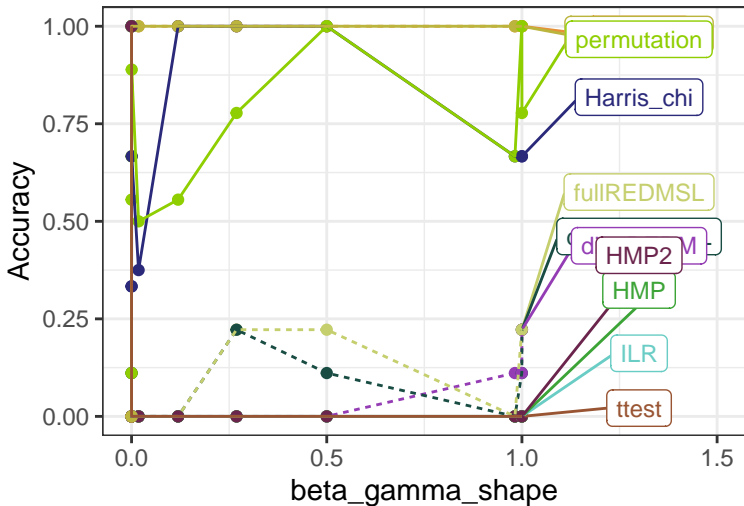 1.00
0.75
0.50
0.25
0.00
Accuracy
permutation
Harris_chi
fullREDMSL
HMP2
HMP
ILR
ttest
0.0
0.5
1.0
1.5
beta_gamma_shape